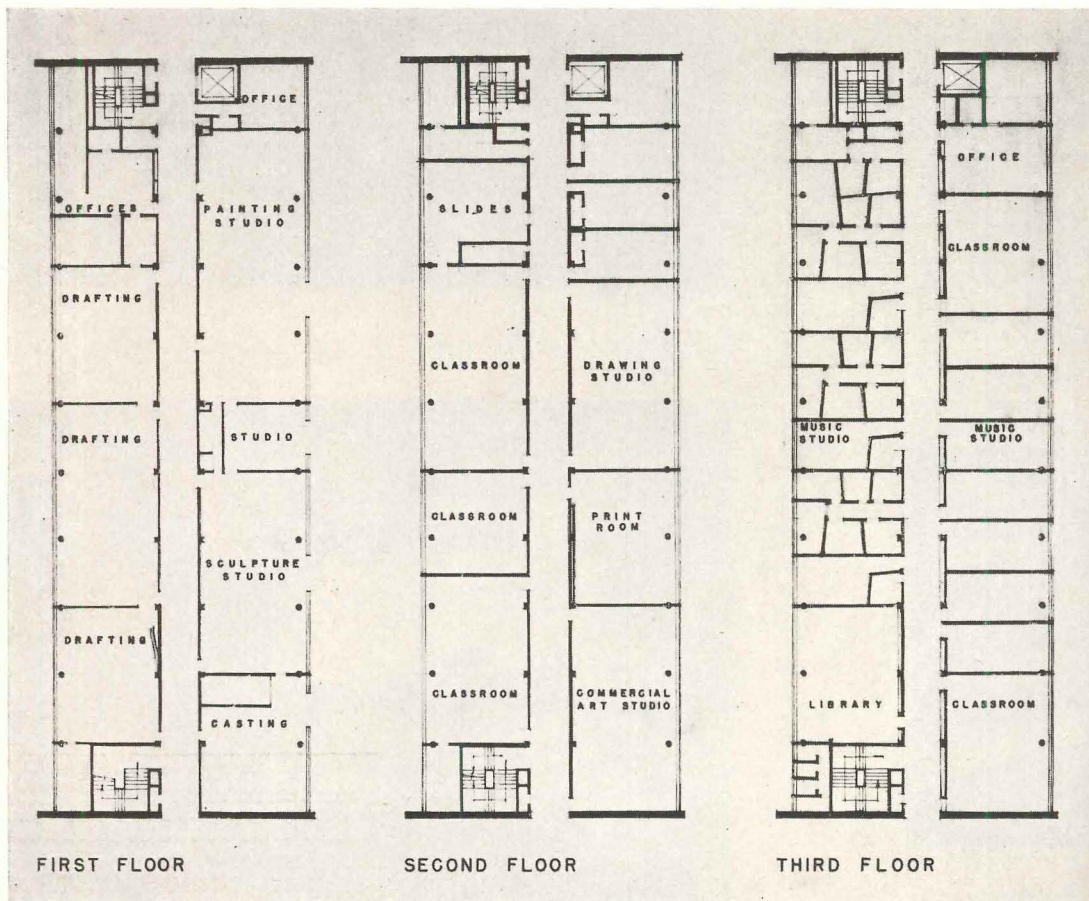 OFFICE
OFFICES
PAINTING
STUDIO
DRAFTING
DRAFTING
STUDIO
SCULPTURE
STUDIO
DRAFTING
CASTING
FIRST FLOOR
SLIDES
CLASSROOM
DRAWING
STUDIO
CLASSROOM
PRINT
ROOM
CLASSROOM
COMMERCIAL
ART STUDIO
SECOND FLOOR
OFFICE
CLASSROOM
MUSIC
STUDIO
MUSIC
STUDIO
LIBRARY
CLASSROOM
THIRD FLOOR